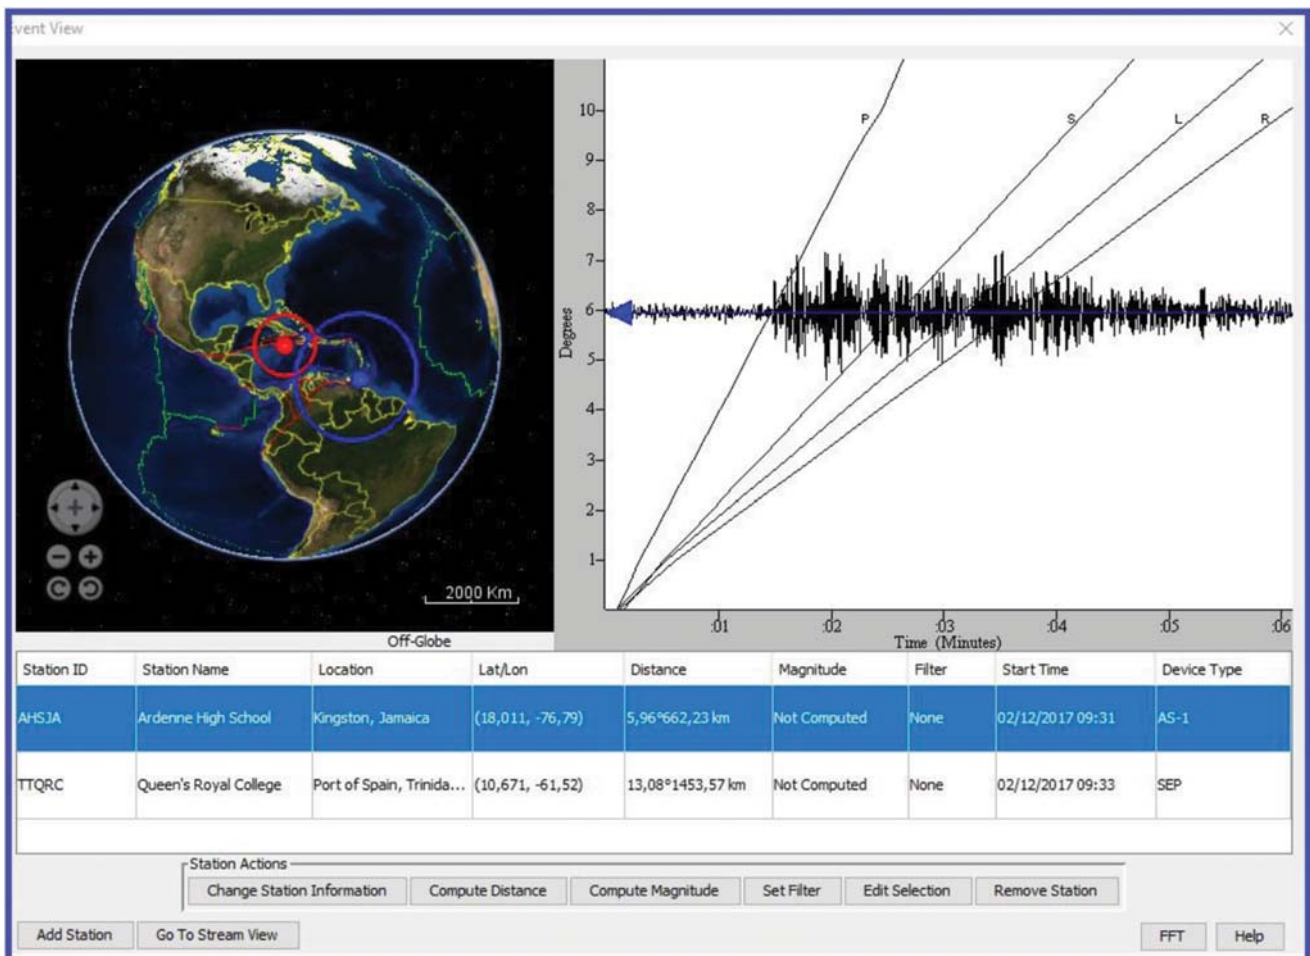 vent View
10
9
8
7
6
5
4
3
2
1
Degrees
P
S
L
R
2000 Km
Off-Globe
:01 :02 :03 :04 :05 :06
Time (Minutes)
Station ID Station Name Location Lat/Lon Distance Magnitude Filter Start Time Device Type
AHSJA Ardenne High School Kingston, Jamaica (18,011, -76,79) 5,96°662,23 km Not Computed None 02/12/2017 09:31 AS-1
TTQRC Queen's Royal College Port of Spain, Trinida... (10,671, -61,52) 13,08°1453,57 km Not Computed None 02/12/2017 09:33 SEP
Station Actions
Change Station Information Compute Distance Compute Magnitude Set Filter Edit Selection Remove Station
Add Station Go To Stream View FFT Help